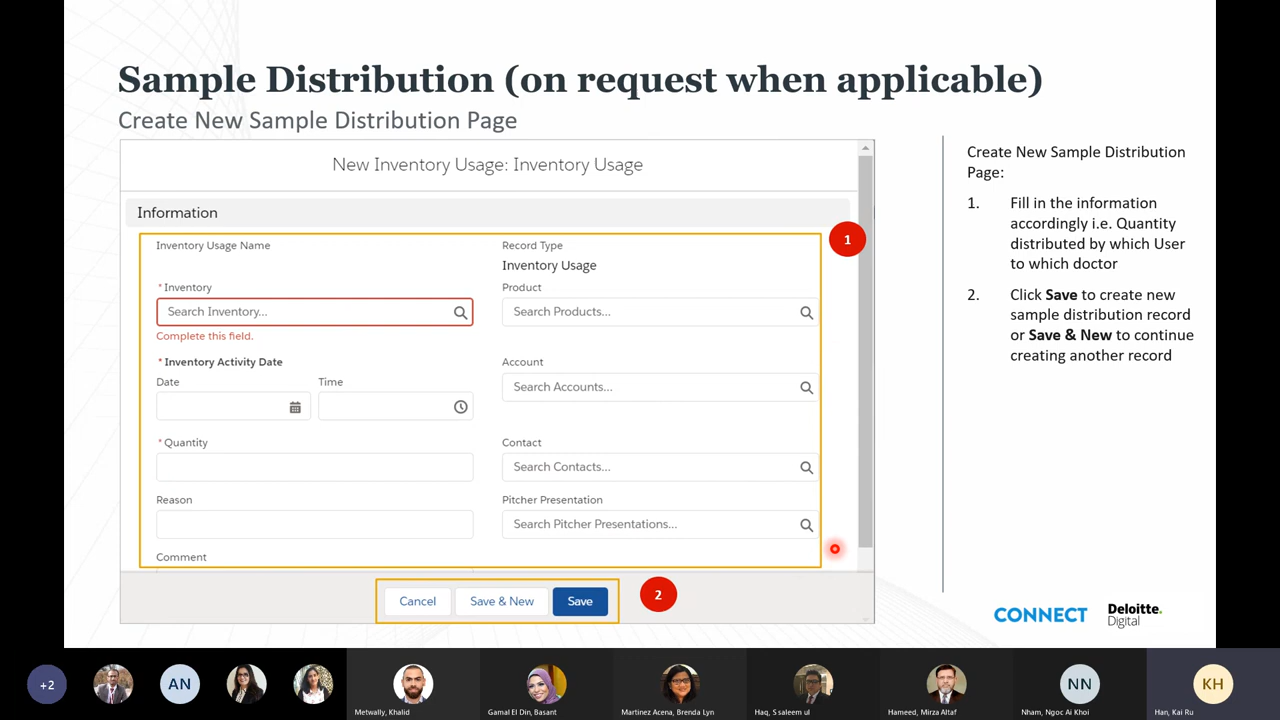 Sample Distribution (on request when applicable)
Create New Sample Distribution Page
New Inventory Usage: Inventory Usage
Information
1
Inventory Usage Name
Record Type
Inventory Usage
* Inventory
Product
Search Inventory...
Search Products...
Complete this field.
* Inventory Activity Date
Account
Date
Time
Search Accounts...
* Quantity
Contact
Search Contacts...
Reason
Pitcher Presentation
Search Pitcher Presentations...
Comment
Cancel
Save & New
Save
2
Create New Sample Distribution
Page:
1. Fill in the information
accordingly i.e. Quantity
distributed by which User
to which doctor
2. Click Save to create new
sample distribution record
or Save & New to continue
creating another record
CONNECT
Deloitte.
Digital
+2
AN
NN
KH
Metwally, Khalid
Gamal El Din, Basant
Martinez Acena, Brenda Lyn
Haq, S saleem ul
Hameed, Mirza Altaf
Nham, Ngoc Ai Khoi
Han, Kai Ru